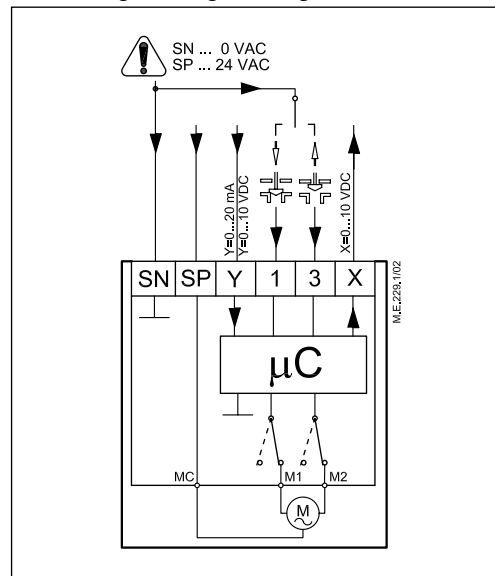 SN ... 0 VAC
SP ... 24 VAC
Y=0...20 mA
Y=0...10 VDC
X=0...10 VDC
SN SP Y 1 3 X
M.E.229.1/02
µC
MC M1 M2
M